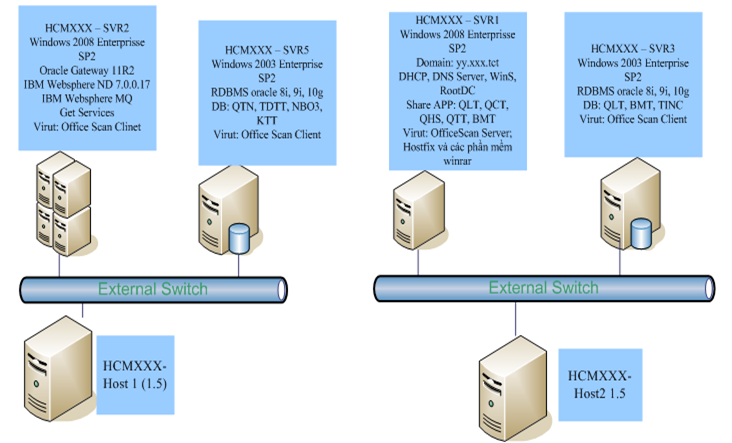 HCMXXX – SVR2
Windows 2008 Enterprisse
SP2
Oracle Gateway 11R2
IBM Websphere ND 7.0.0.17
IBM Websphere MQ
Get Services
Virut: Office Scan Clinet
HCMXXX – SVR5
Windows 2003 Enterprise
SP2
RDBMS oracle 8i, 9i, 10g
DB: QTN, TDTT, NBO3,
KTT
HCMXXX – SVR1
Windows 2008 Enterprise
SP2
Domain: yy.xxx.tct
DHCP, DNS Server, WinS,
RootDC
Share APP: QLT, QCT,
QHS, QTT, BMT
Virut: OfficeScan Server;
Hostfix và các phần mềm
winrar
HCMXXX – SVR3
Windows 2003 Enterprise
SP2
RDBMS oracle 8i, 9i, 10g
DB: QLT, BMT, TINC
Virut: Office Scan Client
Virut: Office Scan Client
External Switch
External Switch
HCMXXX-
Host 1 (1.5)
HCMXXX-
Host2 1.5